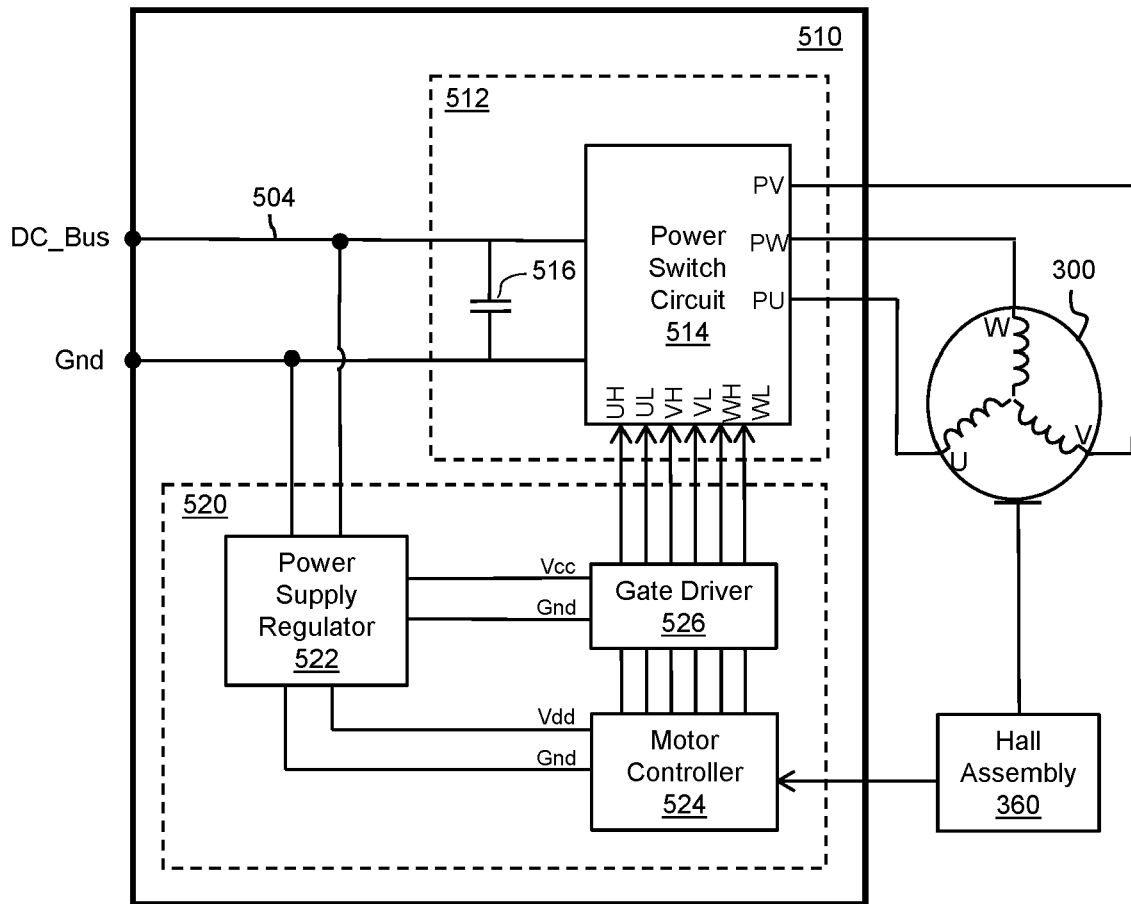 510
512
504
DC_Bus
516
Gnd
Power
Switch
Circuit
514
PV
PW
PU
UH
UL
VH
VL
WH
WL
300
W
U
V
520
Power
Supply
Regulator
522
Vcc
Gnd
Gate Driver
526
Vdd
Gnd
Motor
Controller
524
Hall
Assembly
360